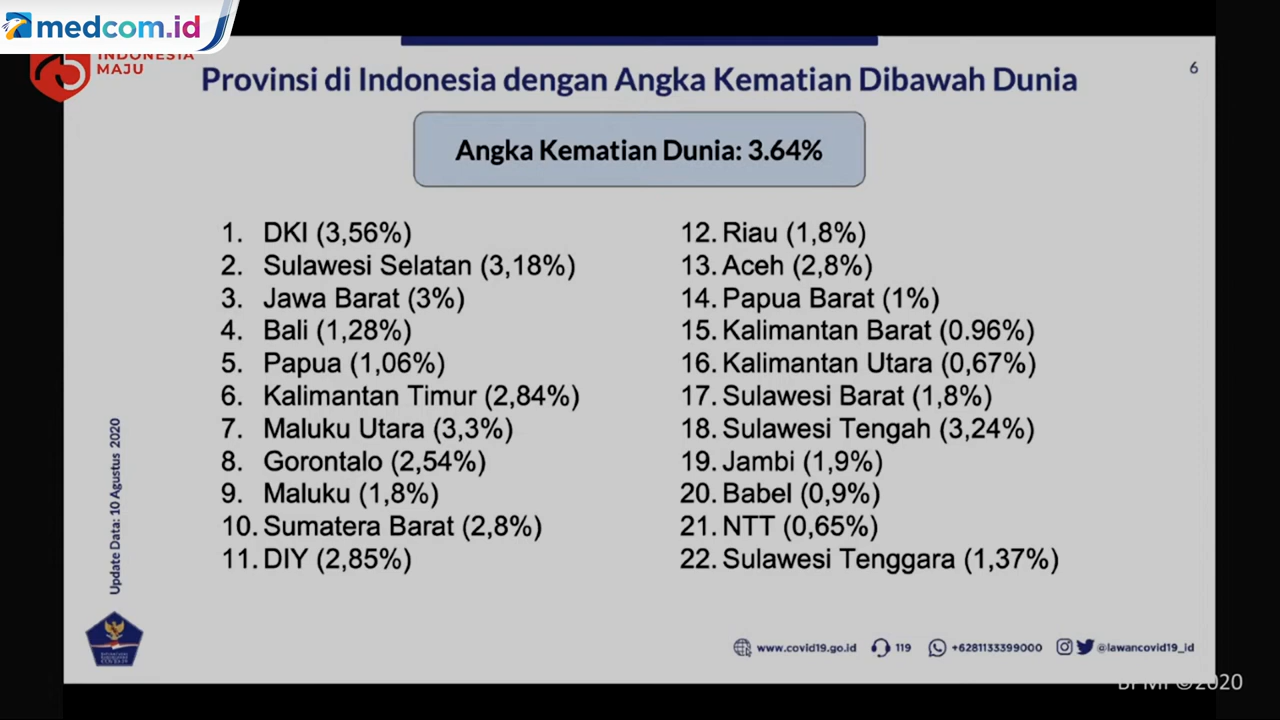 medcom.id
INDONESIA
MAJU
6
Provinsi di Indonesia dengan Angka Kematian Dibawah Dunia
Angka Kematian Dunia: 3.64%
1. DKI (3,56%)
2. Sulawesi Selatan (3,18%)
3. Jawa Barat (3%)
4. Bali (1,28%)
5. Papua (1,06%)
6. Kalimantan Timur (2,84%)
7. Maluku Utara (3,3%)
8. Gorontalo (2,54%)
9. Maluku (1,8%)
10. Sumatera Barat (2,8%)
11. DIY (2,85%)
12. Riau (1,8%)
13. Aceh (2,8%)
14. Papua Barat (1%)
15. Kalimantan Barat (0.96%)
16. Kalimantan Utara (0,67%)
17. Sulawesi Barat (1,8%)
18. Sulawesi Tengah (3,24%)
19. Jambi (1,9%)
20. Babel (0,9%)
21. NTT (0,65%)
22. Sulawesi Tenggara (1,37%)
Update Data: 10 Agustus 2020
www.covid19.go.id
119
+6281133399000
@lawancovid19_id
©2020